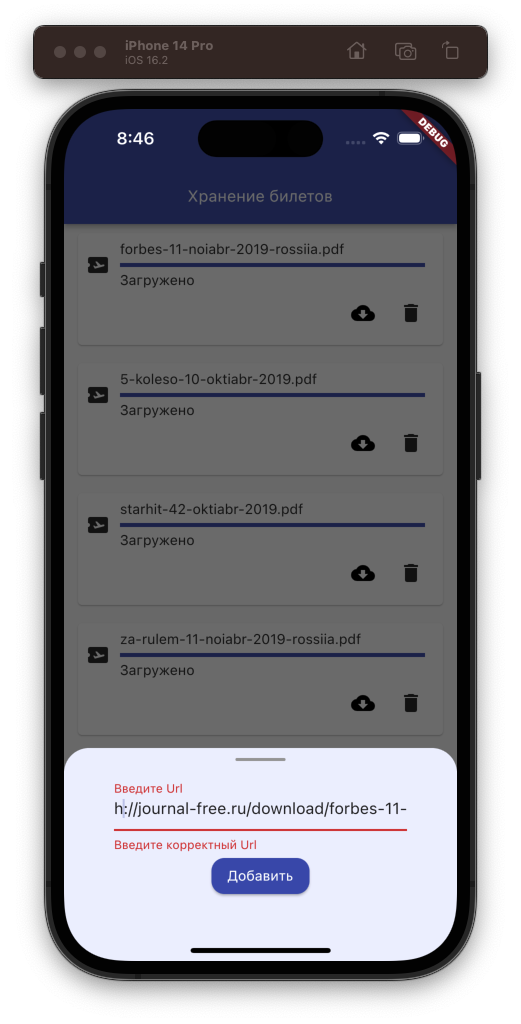 iPhone 14 Pro
iOS 16.2
8:46
DEBUG
Хранение билетов
forbes-11-noiabr-2019-rossiia.pdf
Загружено
5-koleso-10-oktiabr-2019.pdf
Загружено
starhit-42-oktiabr-2019.pdf
Загружено
za-rulem-11-noiabr-2019-rossiia.pdf
Загружено
Введите Url
h://journal-free.ru/download/forbes-11-
Введите корректный Url
Добавить